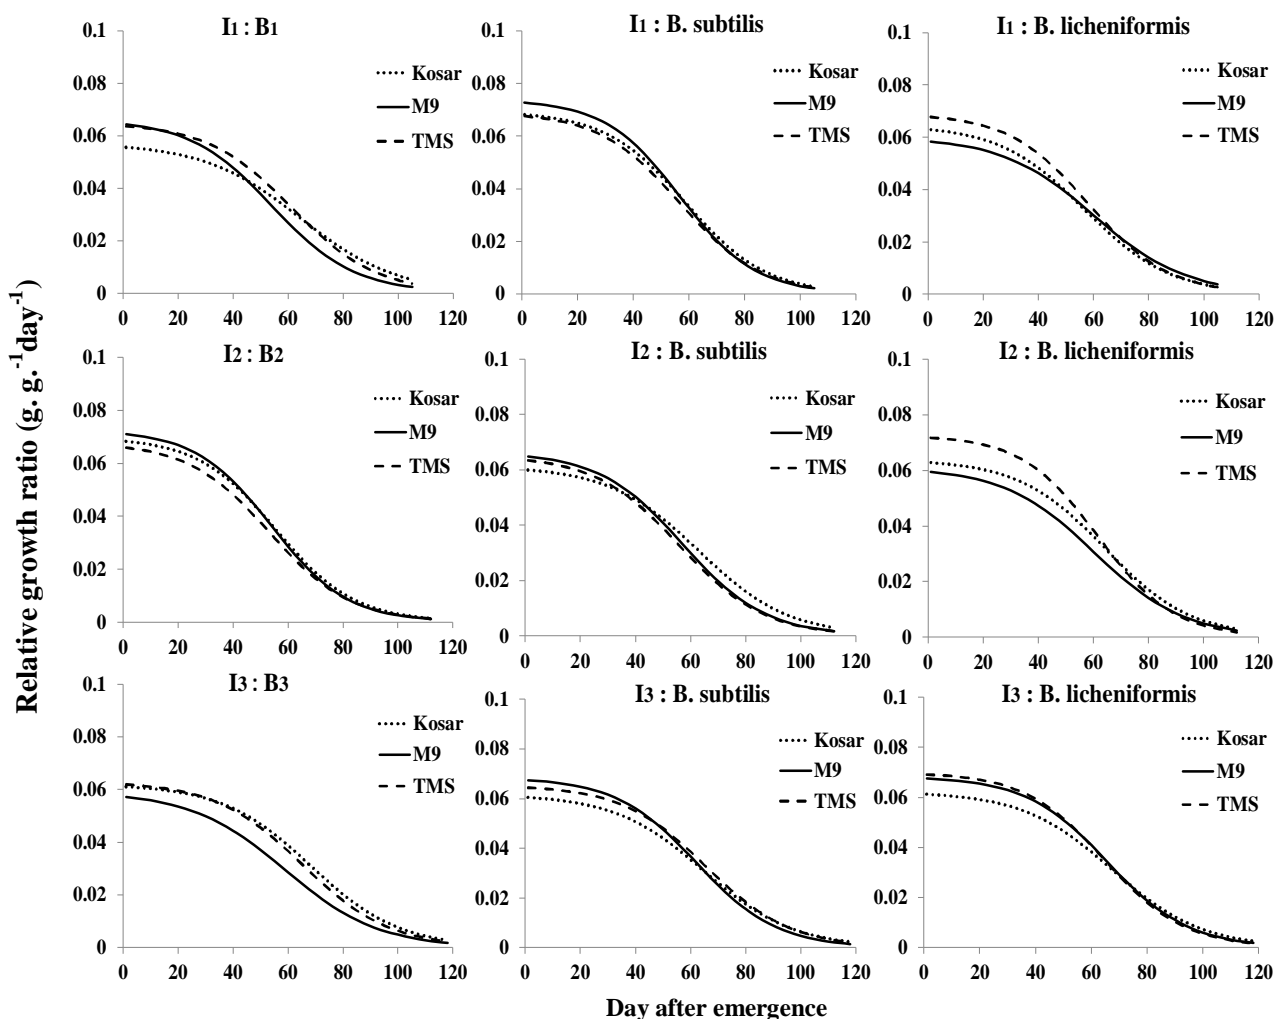 Relative growth ratio (g. g.-1day-1)
I1 : B1
0.1
0.08
0.06
0.04
0.02
0
0 20 40 60 80 100 120
Kosar
M9
TMS
I1 : B. subtilis
0.1
0.08
0.06
0.04
0.02
0
0 20 40 60 80 100 120
Kosar
M9
TMS
I1 : B. licheniformis
0.1
0.08
0.06
0.04
0.02
0
0 20 40 60 80 100 120
Kosar
M9
TMS
I2 : B2
0.1
0.08
0.06
0.04
0.02
0
0 20 40 60 80 100 120
Kosar
M9
TMS
I2 : B. subtilis
0.1
0.08
0.06
0.04
0.02
0
0 20 40 60 80 100 120
Kosar
M9
TMS
I2 : B. licheniformis
0.1
0.08
0.06
0.04
0.02
0
0 20 40 60 80 100 120
Kosar
M9
TMS
I3 : B3
0.1
0.08
0.06
0.04
0.02
0
0 20 40 60 80 100 120
Kosar
M9
TMS
I3 : B. subtilis
0.1
0.08
0.06
0.04
0.02
0
0 20 40 60 80 100 120
Kosar
M9
TMS
I3 : B. licheniformis
0.1
0.08
0.06
0.04
0.02
0
0 20 40 60 80 100 120
Kosar
M9
TMS
Day after emergence